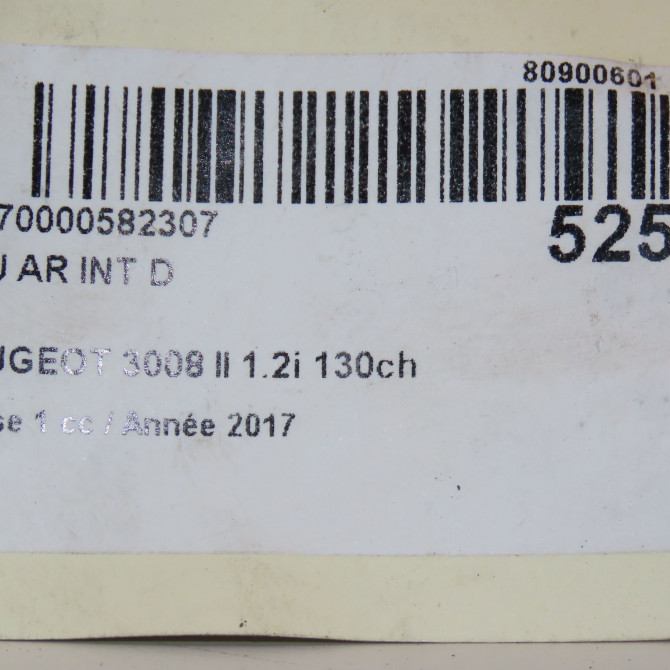 80900601
70000582307
525
U AR INT D
UGEOT 3008 II 1.2i 130ch
se 1 cc / Année 2017